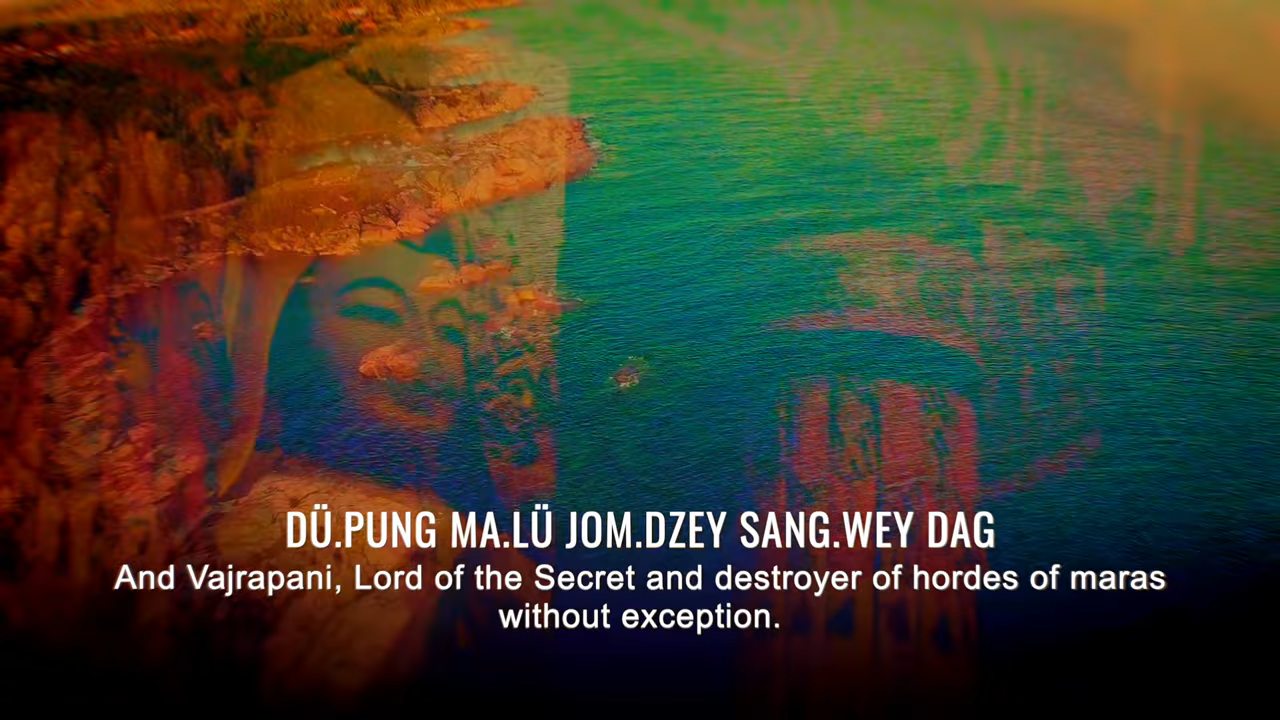 DÜ.PUNG MA.LÜ JOM.DZEY SANG.WEY DAG
And Vajrapani, Lord of the Secret and destroyer of hordes of maras
without exception.